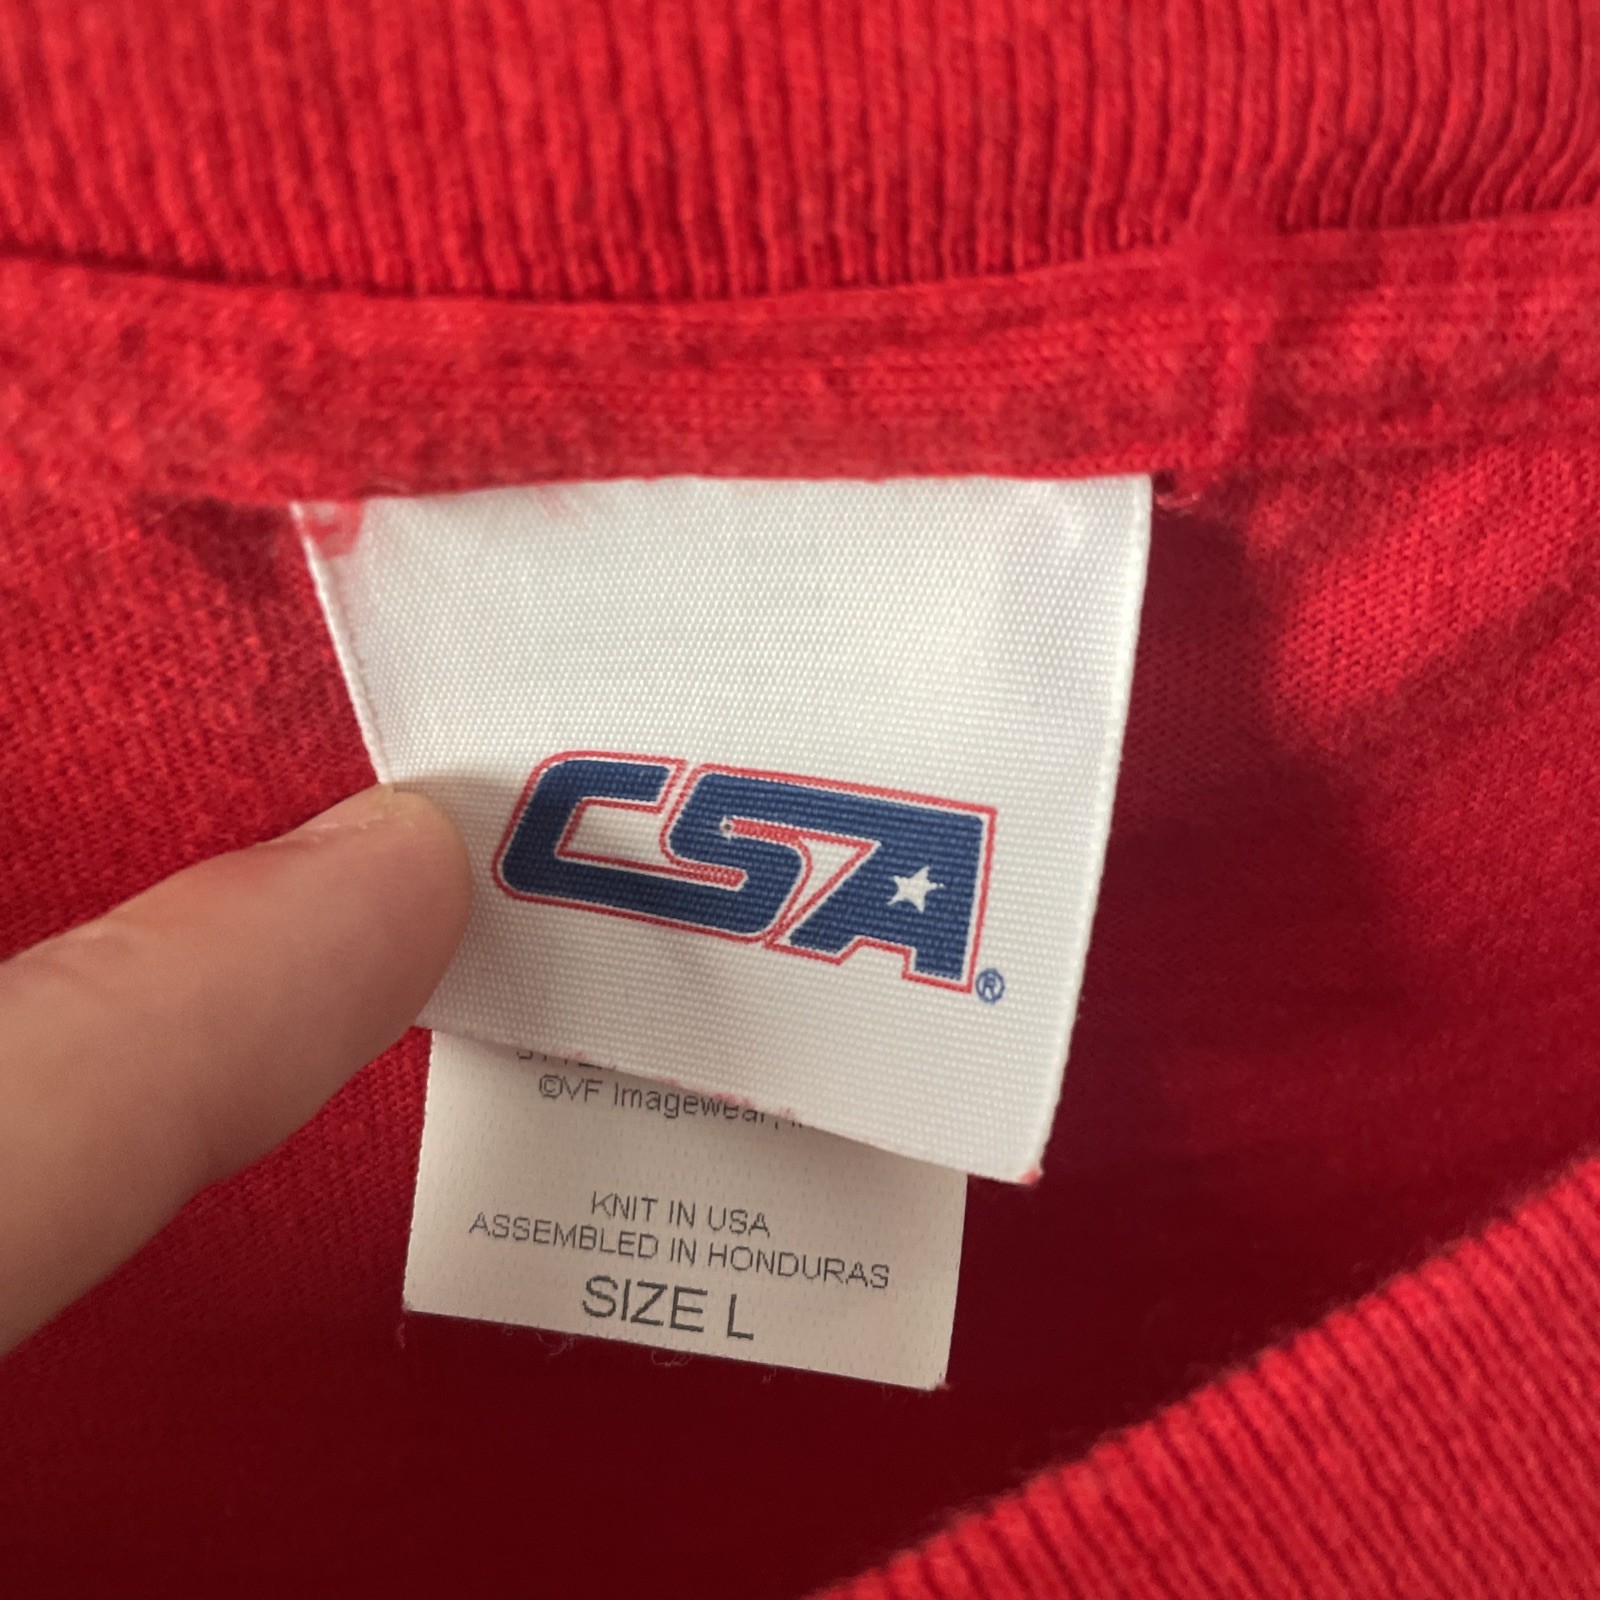 CSA®
©VF Imagewear,
KNIT IN USA
ASSEMBLED IN HONDURAS
SIZE L